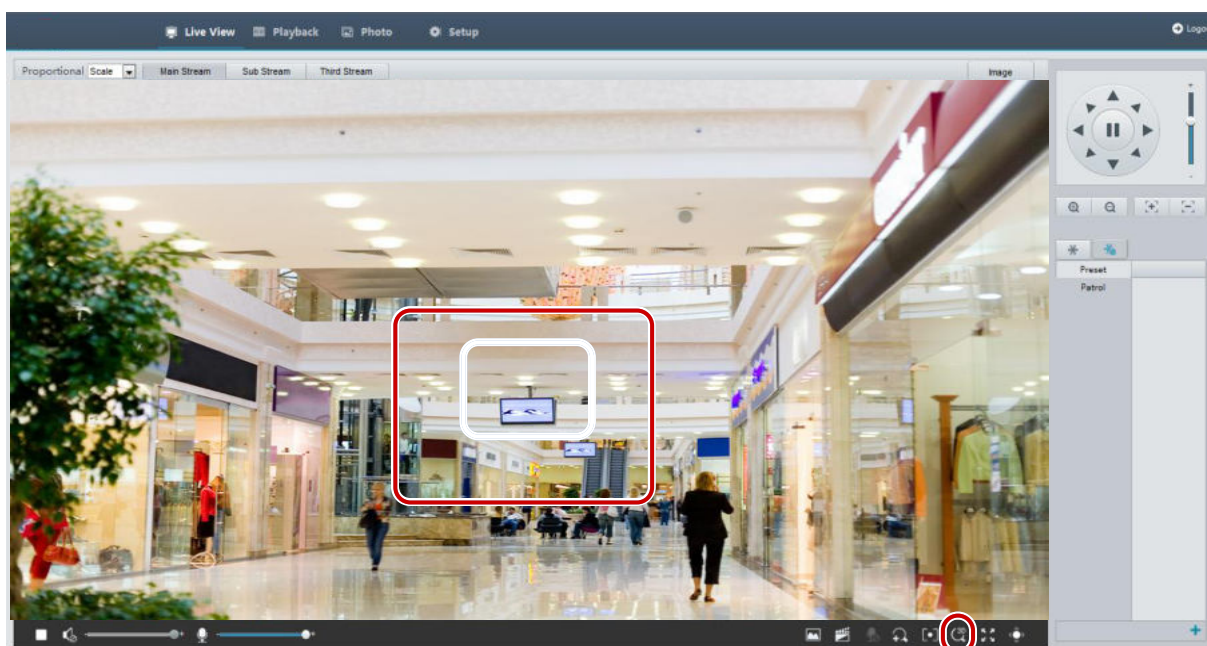 Live View Playback Photo Setup Logo
Proportional Scale Main Stream Sub Stream Third Stream Image
Preset
Patrol